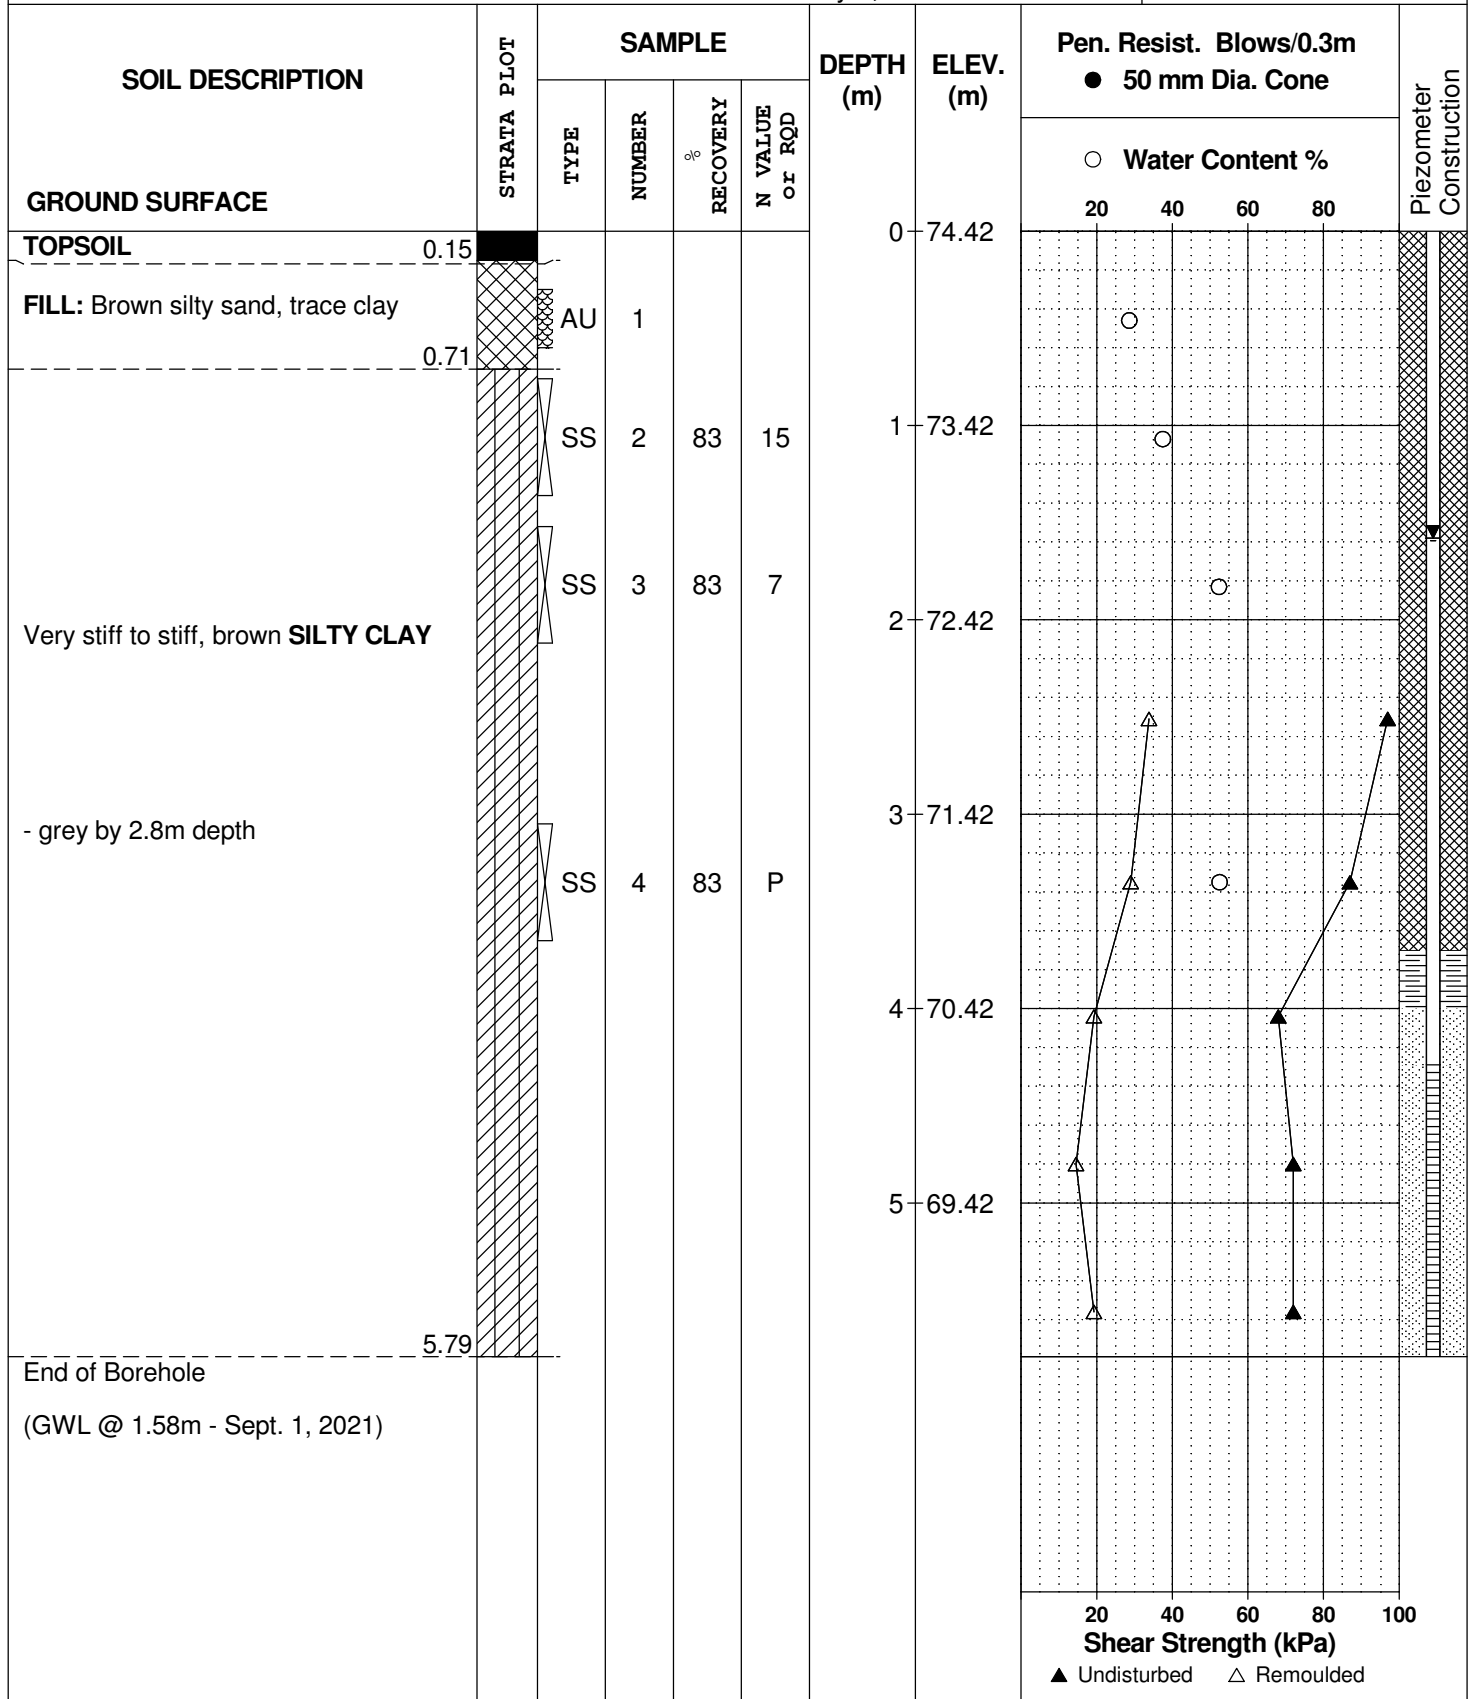 SOIL DESCRIPTION
GROUND SURFACE
STRATA PLOT
SAMPLE
TYPE
NUMBER
% RECOVERY
N VALUE or RQD
DEPTH (m)
ELEV. (m)
Pen. Resist. Blows/0.3m
● 50 mm Dia. Cone
○ Water Content %
20 40 60 80
Piezometer Construction
TOPSOIL 0.15
0 74.42
FILL: Brown silty sand, trace clay
AU 1
0.71
1 73.42
SS 2 83 15
SS 3 83 7
2 72.42
Very stiff to stiff, brown SILTY CLAY
3 71.42
- grey by 2.8m depth
SS 4 83 P
4 70.42
5 69.42
5.79
End of Borehole
(GWL @ 1.58m - Sept. 1, 2021)
20 40 60 80 100
Shear Strength (kPa)
▲ Undisturbed △ Remoulded